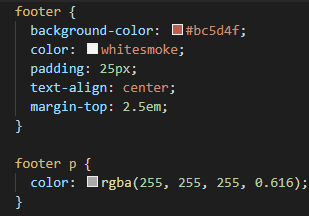 footer {
background-color: #bc5d4f;
color: whitesmoke;
padding: 25px;
text-align: center;
margin-top: 2.5em;
}
footer p {
color: rgba(255, 255, 255, 0.616);
}